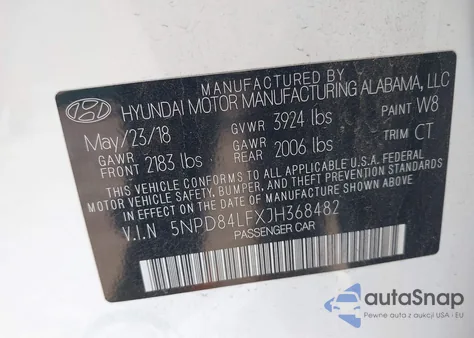 MANUFACTURED BY
HYUNDAI MOTOR MANUFACTURING ALABAMA, LLC
May/23/18 GVWR 3924 lbs PAINT W8
GAWR FRONT 2183 lbs GAWR REAR 2006 lbs TRIM CT
THIS VEHICLE CONFORMS TO ALL APPLICABLE U.S.A. FEDERAL
MOTOR VEHICLE SAFETY, BUMPER, AND THEFT PREVENTION STANDARDS
IN EFFECT ON THE DATE OF MANUFACTURE SHOWN ABOVE.
V.I.N 5NPD84LFXJH368482
PASSENGER CAR
autoSnap
Pewne auto z aukcji USA - EU